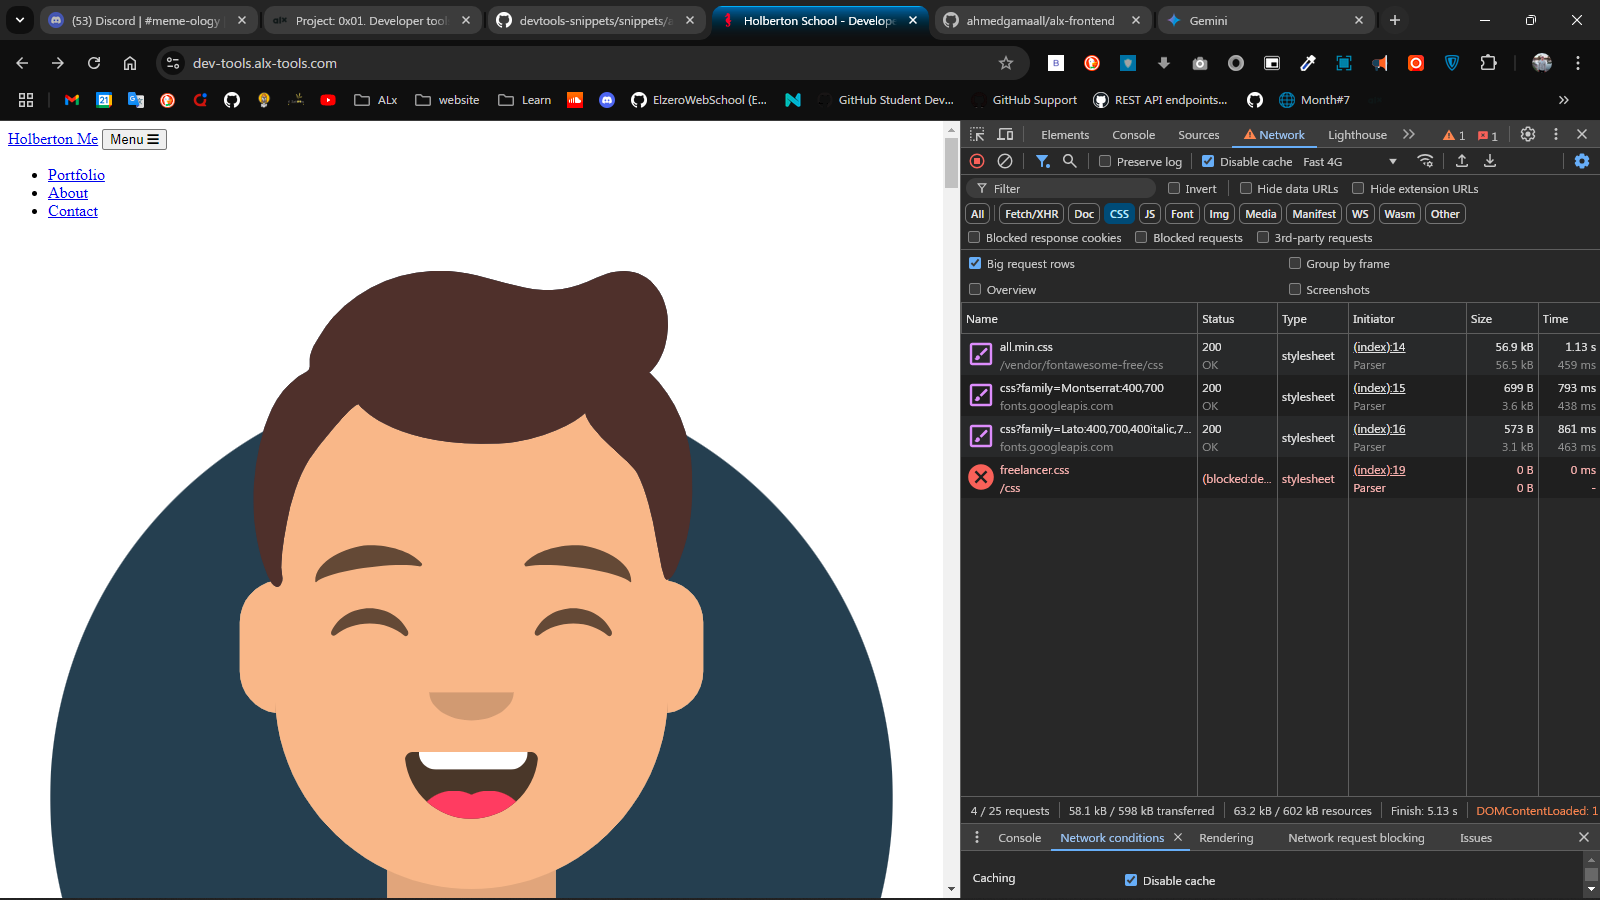 (53) Discord | #meme-ology
Project: 0x01. Developer tool
devtools-snippets/snippets/a
Holberton School - Develope
ahmedgamaall/alx-frontend
Gemini
dev-tools.alx-tools.com
ALx
website
Learn
ElzeroWebSchool (E...
GitHub Student Dev...
GitHub Support
REST API endpoints...
Month#7
Holberton Me
Menu
Portfolio
About
Contact
Elements
Console
Sources
Network
Lighthouse
1
1
Preserve log
Disable cache
Fast 4G
Filter
Invert
Hide data URLs
Hide extension URLs
All
Fetch/XHR
Doc
CSS
JS
Font
Img
Media
Manifest
WS
Wasm
Other
Blocked response cookies
Blocked requests
3rd-party requests
Big request rows
Group by frame
Overview
Screenshots
Name
Status
Type
Initiator
Size
Time
all.min.css
/vendor/fontawesome-free/css
200
OK
stylesheet
(index):14
Parser
56.9 kB
56.5 kB
1.13 s
459 ms
css?family=Montserrat:400,700
fonts.googleapis.com
200
OK
stylesheet
(index):15
Parser
699 B
3.6 kB
793 ms
438 ms
css?family=Lato:400,700,400italic,7...
fonts.googleapis.com
200
OK
stylesheet
(index):16
Parser
573 B
3.1 kB
861 ms
463 ms
freelancer.css
/css
(blocked:de...
stylesheet
(index):19
Parser
0 B
0 B
0 ms
-
4 / 25 requests
58.1 kB / 598 kB transferred
63.2 kB / 602 kB resources
Finish: 5.13 s
DOMContentLoaded: 1
Console
Network conditions
Rendering
Network request blocking
Issues
Caching
Disable cache